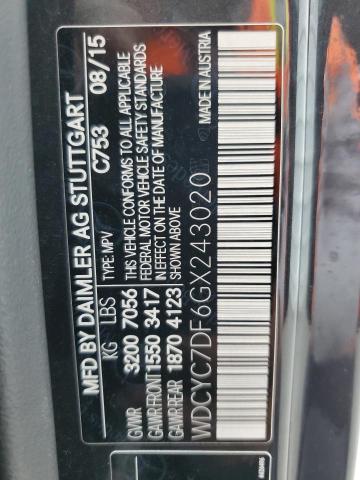 MFD BY DAIMLER AG STUTTGART
C753 08/15
KG LBS TYPE: MPV
GVWR 3200 7056 THIS VEHICLE CONFORMS TO ALL APPLICABLE
GAWR FRONT 1550 3417 FEDERAL MOTOR VEHICLE SAFETY STANDARDS
GAWR REAR 1870 4123 IN EFFECT ON THE DATE OF MANUFACTURE
SHOWN ABOVE
WDCYC7DF6GX243020 MADE IN AUSTRIA